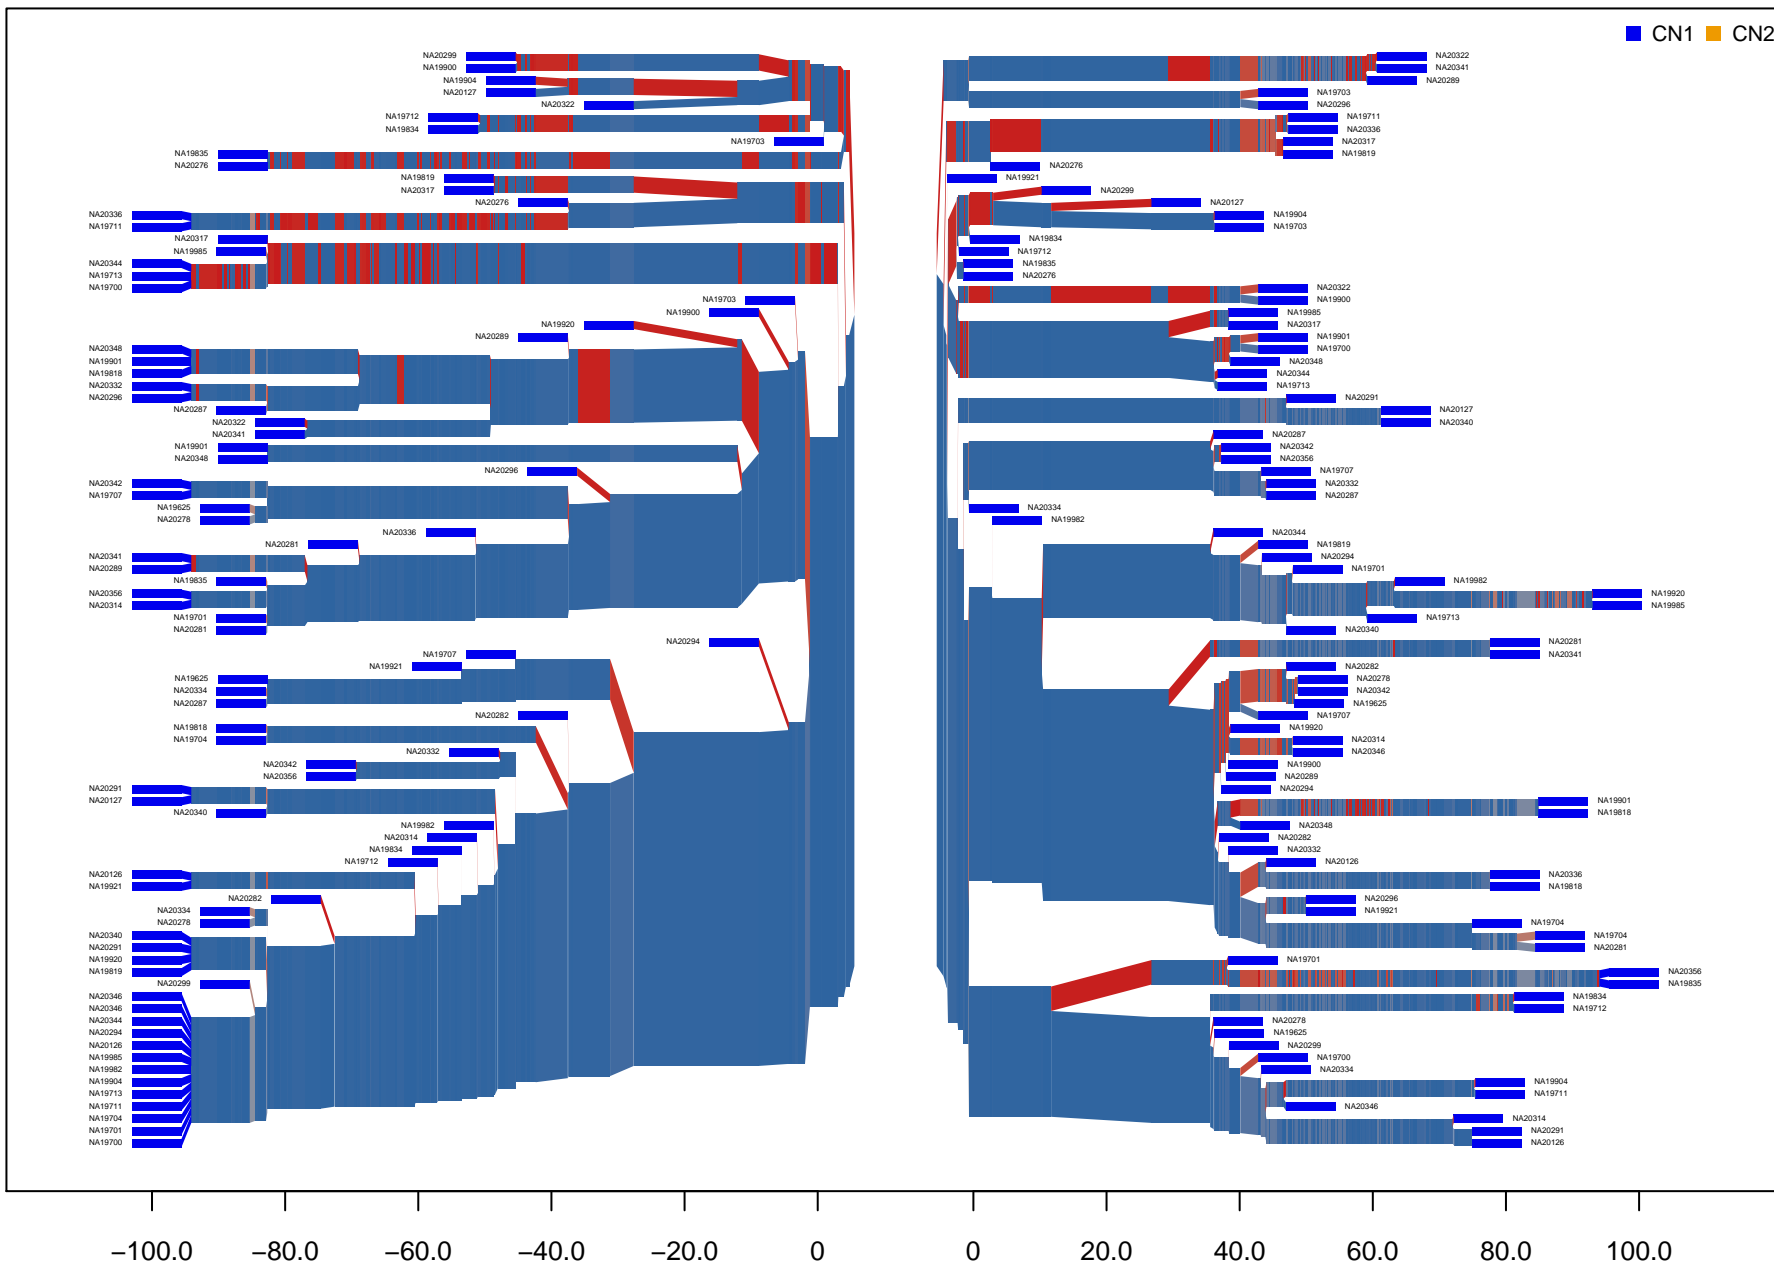 CN1 CN2
NA20299
NA19900
NA19904
NA20127
NA20322
NA19712
NA19834
NA19703
NA19835
NA20276
NA19819
NA20317
NA20276
NA20336
NA19711
NA20317
NA19985
NA20344
NA19713
NA19700
NA19703
NA19900
NA19920
NA20289
NA20348
NA19901
NA19818
NA20332
NA20296
NA20287
NA20322
NA20341
NA19901
NA20348
NA20296
NA20342
NA19707
NA19625
NA20278
NA20336
NA20281
NA20341
NA20289
NA19835
NA20356
NA20314
NA19701
NA20281
NA20294
NA19707
NA19921
NA19625
NA20334
NA20287
NA20282
NA19818
NA19704
NA20332
NA20342
NA20356
NA20291
NA20127
NA20340
NA19982
NA20314
NA19834
NA19712
NA20126
NA19921
NA20282
NA20334
NA20278
NA20340
NA20291
NA19920
NA19819
NA20299
NA20346
NA20346
NA20344
NA20294
NA20126
NA19985
NA19982
NA19904
NA19713
NA19711
NA19704
NA19701
NA19700
NA20322
NA20341
NA20289
NA19703
NA20296
NA19711
NA20336
NA20317
NA19819
NA20276
NA19921
NA20299
NA20127
NA19904
NA19703
NA19834
NA19712
NA19835
NA20276
NA20322
NA19900
NA19985
NA20317
NA19901
NA19700
NA20348
NA20344
NA19713
NA20291
NA20127
NA20340
NA20287
NA20342
NA20356
NA19707
NA20332
NA20287
NA20334
NA19982
NA20344
NA19819
NA20294
NA19701
NA19982
NA19920
NA19985
NA19713
NA20340
NA20281
NA20341
NA20282
NA20278
NA20342
NA19625
NA19707
NA19920
NA20314
NA20346
NA19900
NA20289
NA20294
NA19901
NA19818
NA20348
NA20282
NA20332
NA20126
NA20336
NA19818
NA20296
NA19921
NA19704
NA19704
NA20281
NA19701
NA20356
NA19835
NA19834
NA19712
NA20278
NA19625
NA20299
NA19700
NA20334
NA19904
NA19711
NA20346
NA20314
NA20291
NA20126
−100.0 −80.0 −60.0 −40.0 −20.0 0 0 20.0 40.0 60.0 80.0 100.0